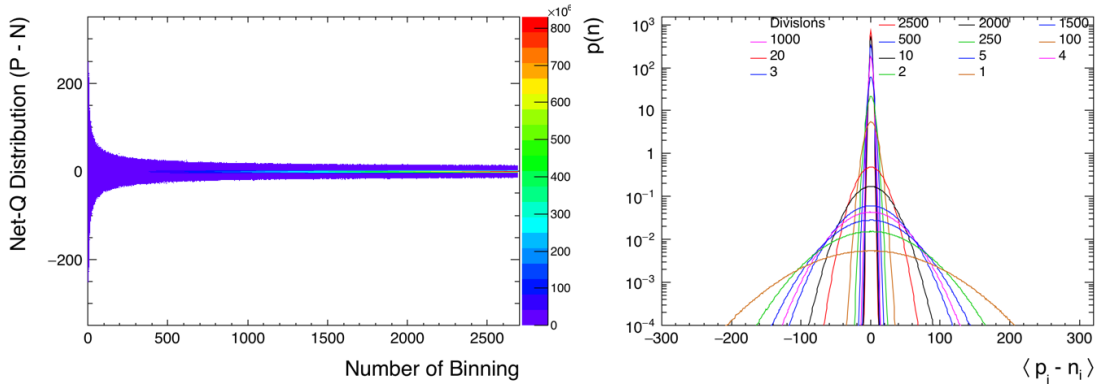 ×10⁶
Net-Q Distribution (P - N)
200
0
−200
0 500 1000 1500 2000 2500
Number of Binning
800
700
600
500
400
300
200
100
0
p(n)
10³
10²
10
1
10⁻¹
10⁻²
10⁻³
10⁻⁴
Divisions 2500 2000 1500
1000 500 250 100
20 10 5 4
3 2 1
−300 −200 −100 0 100 200 300
⟨ pᵢ - nᵢ ⟩